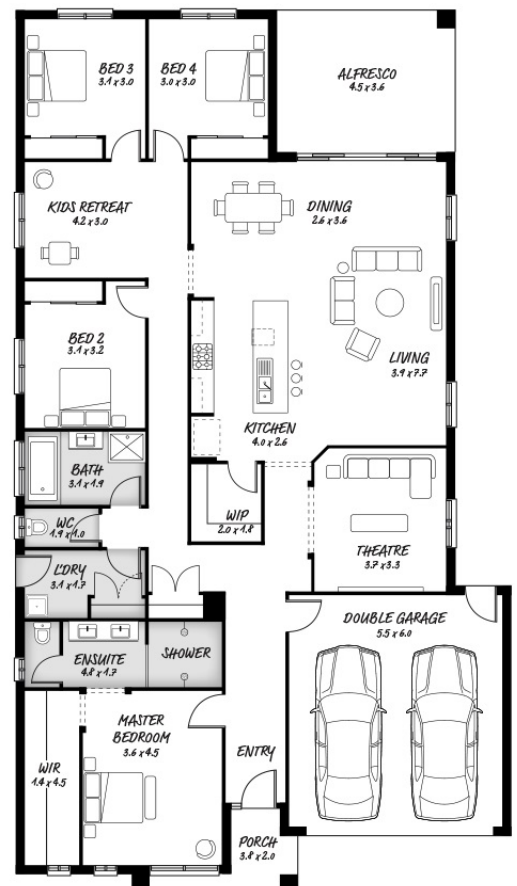 BED 3
3.1 x 3.0
BED 4
3.0 x 3.0
ALFRESCO
4.5 x 3.6
KIDS RETREAT
4.2 x 3.0
DINING
2.6 x 3.6
BED 2
3.1 x 3.2
LIVING
3.9 x 7.7
KITCHEN
4.0 x 2.6
BATH
3.1 x 1.9
WC
1.9 x 1.0
WIP
2.0 x 1.8
THEATRE
3.7 x 3.3
L'DRY
3.1 x 1.7
DOUBLE GARAGE
5.5 x 6.0
ENSUITE
4.8 x 1.7
SHOWER
MASTER
BEDROOM
3.6 x 4.5
WIR
1.4 x 4.5
ENTRY
PORCH
3.8 x 2.0